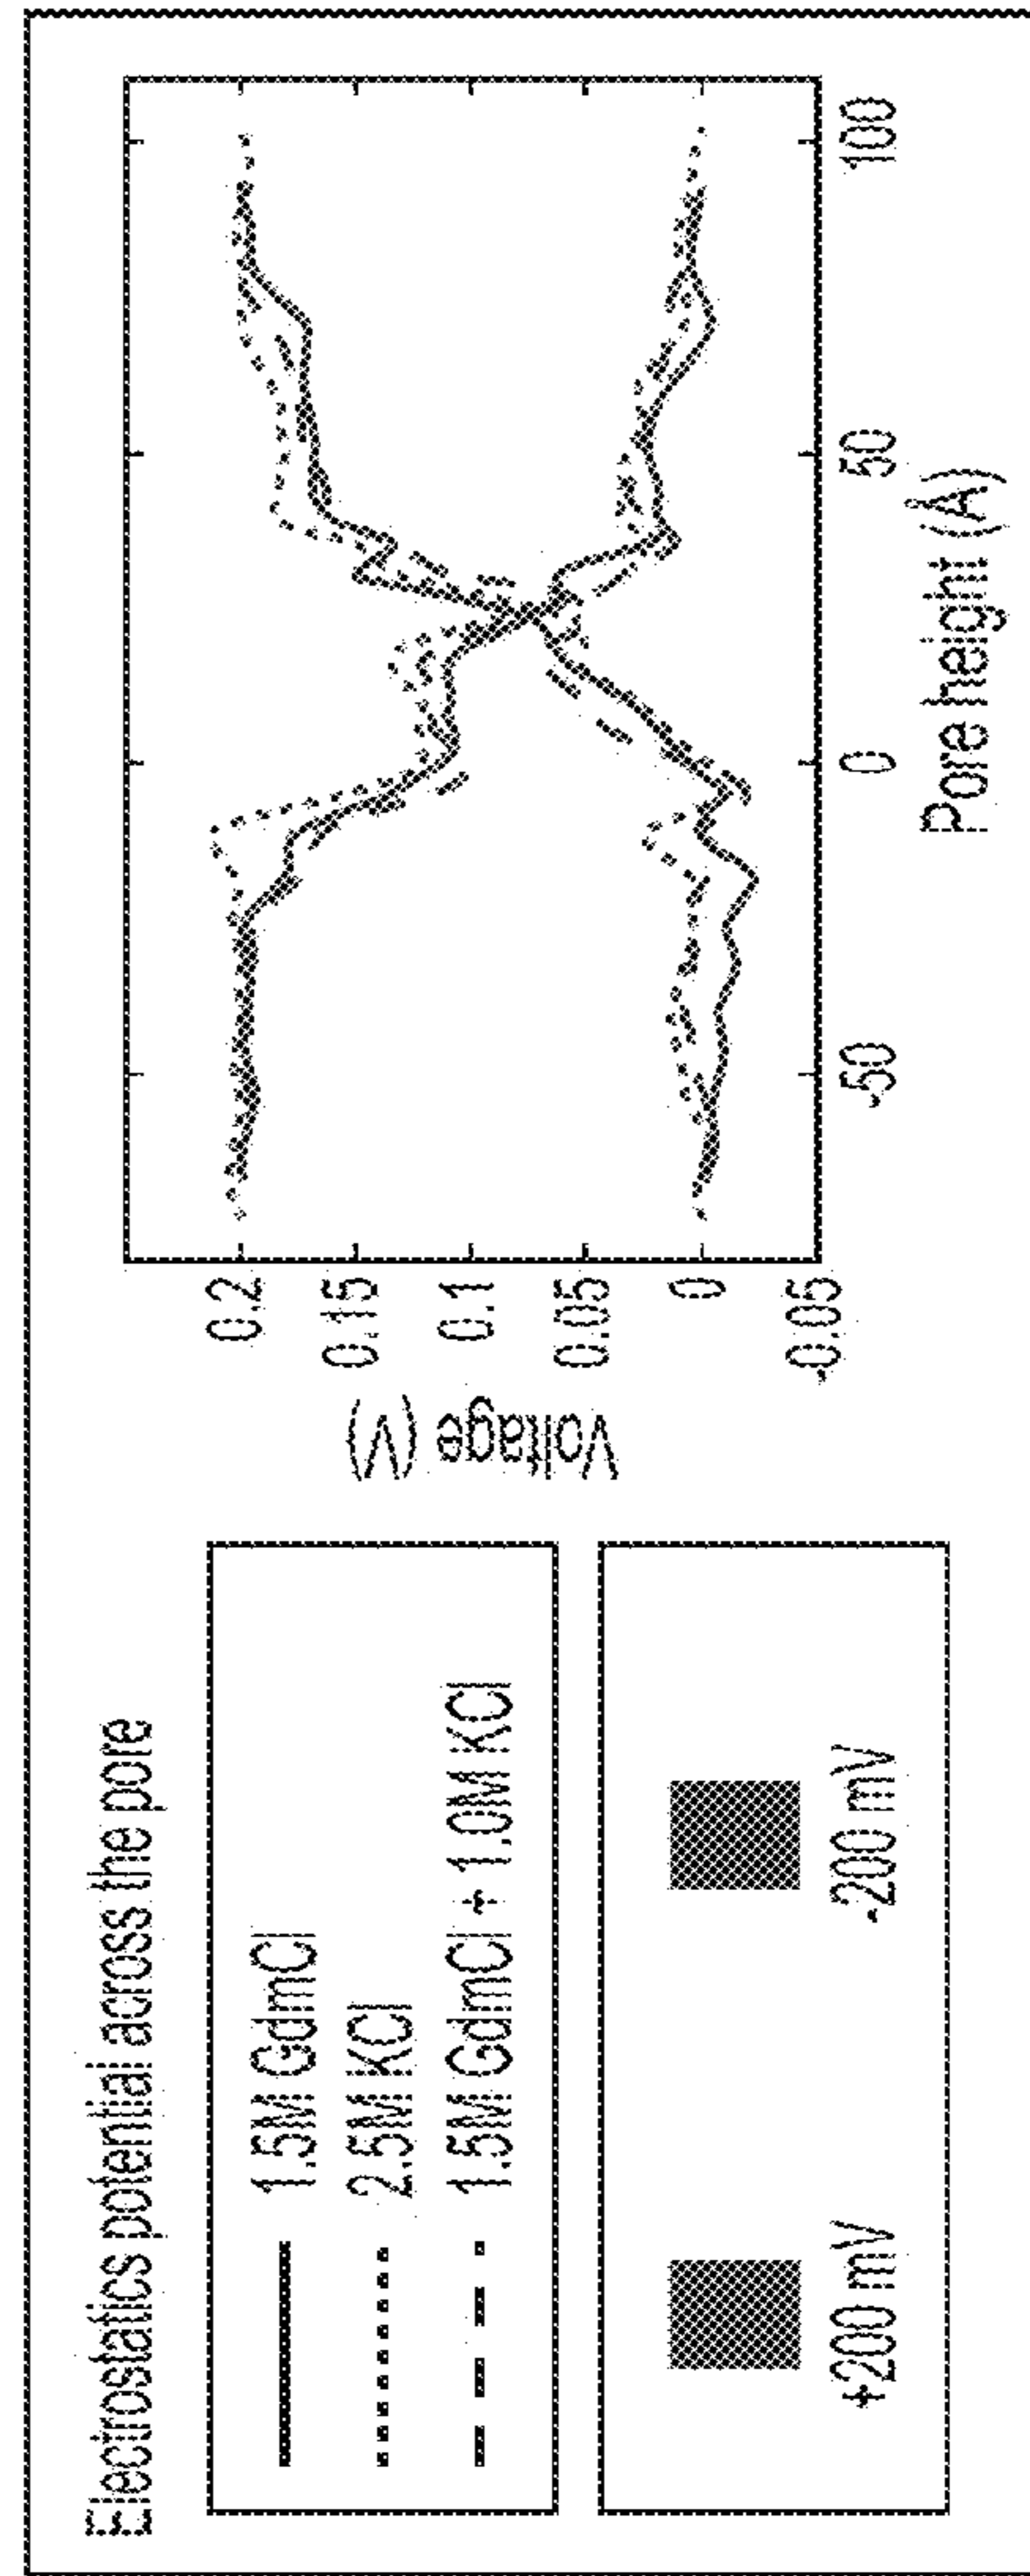 Electrostatics potential across the pore
1.5M GdmCl
2.5M KCl
1.5M GdmCl + 1.0M KCl
+200 mV
-200 mV
Voltage (V)
0.2
0.15
0.1
0.05
0
-0.05
-50
0
50
100
Pore height (Å)